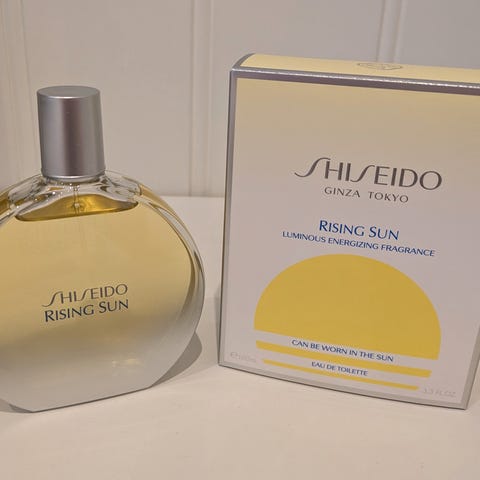 SHISEIDO
RISING SUN
SHISEIDO
GINZA TOKYO
RISING SUN
LUMINOUS ENERGIZING FRAGRANCE
CAN BE WORN IN THE SUN
EAU DE TOILETTE
e 100mL
3.3 FL.OZ.